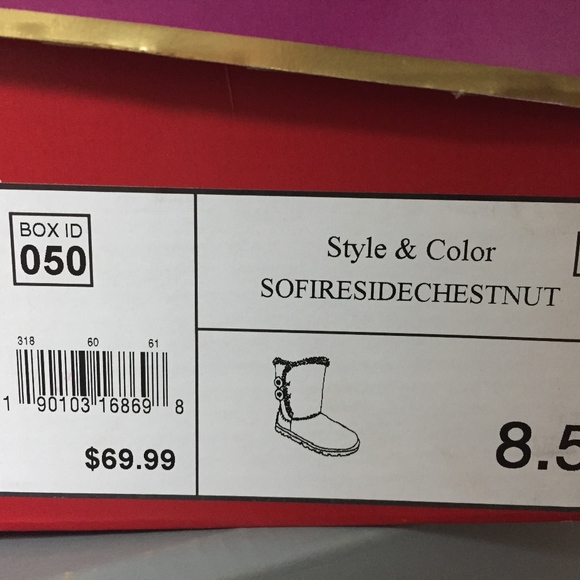 BOX ID
050
Style & Color
SOFIRESIDECHESTNUT
318 60 61
1 90103 16869 8
$69.99
8.5